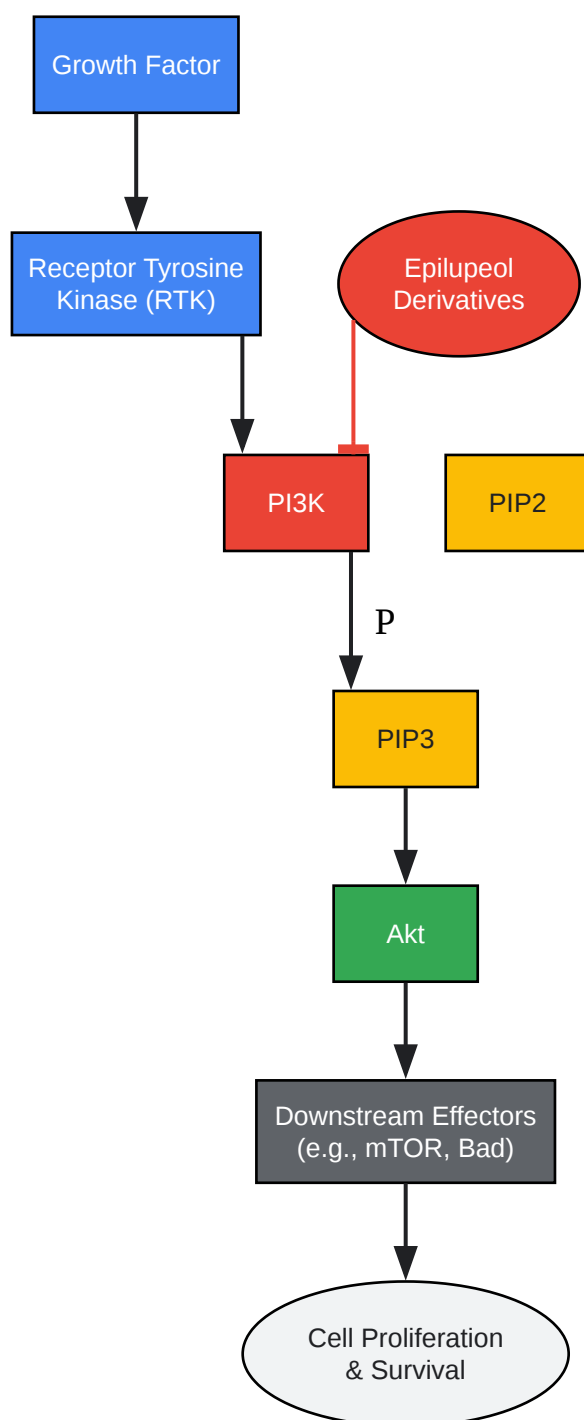 Growth Factor
Receptor Tyrosine
Kinase (RTK)
Epilupeol
Derivatives
PI3K
PIP2
P
PIP3
Akt
Downstream Effectors
(e.g., mTOR, Bad)
Cell Proliferation
& Survival